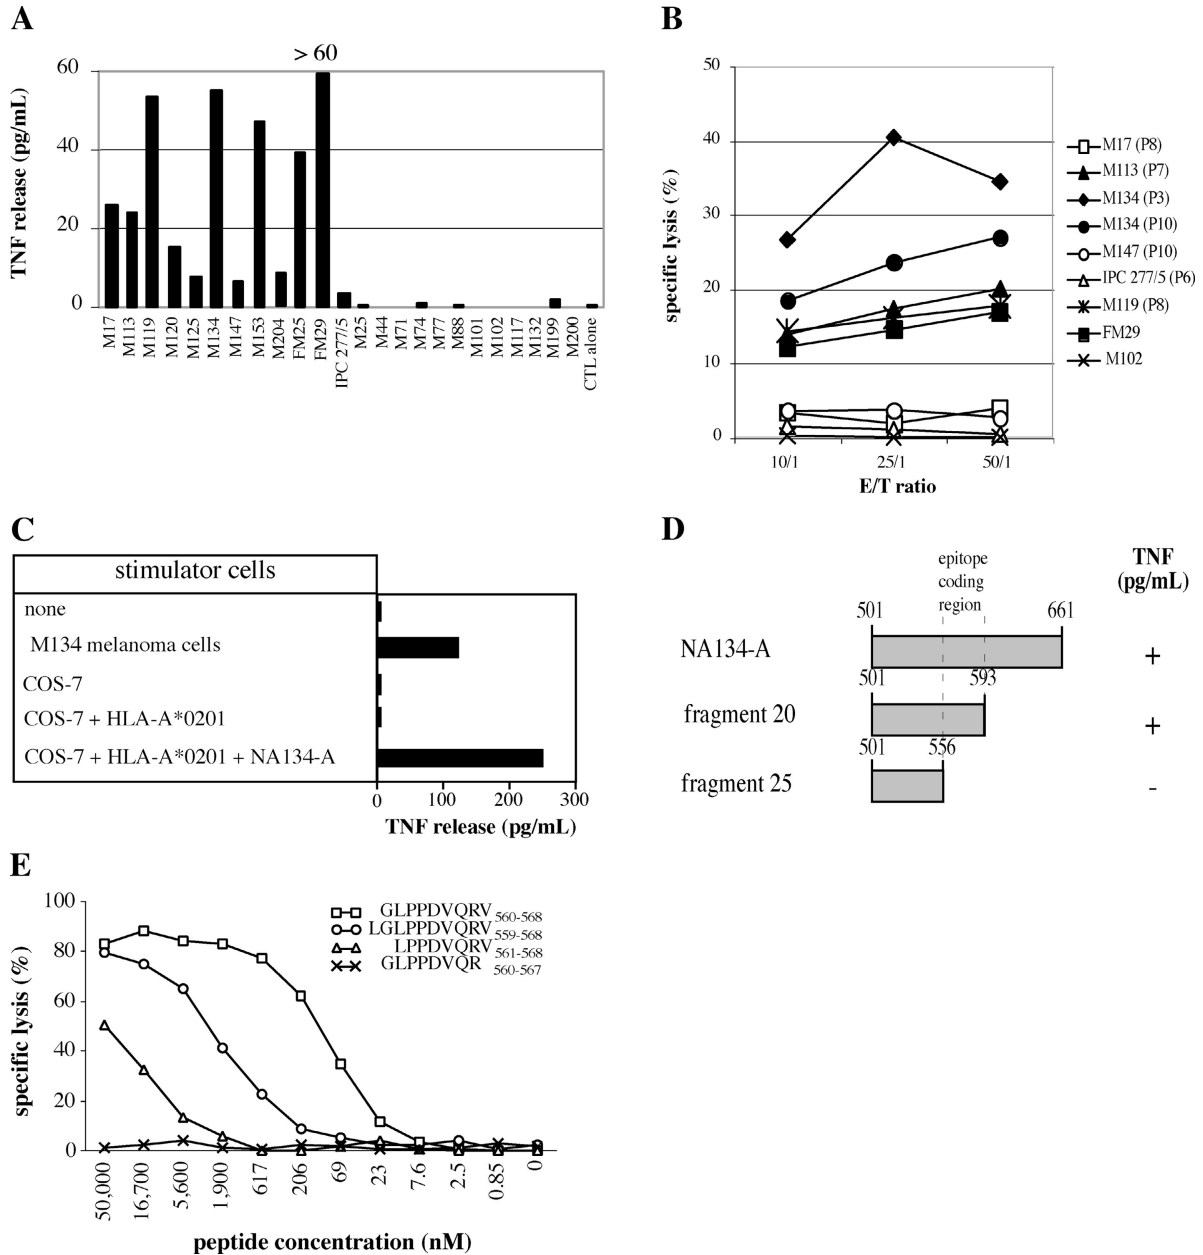 A
> 60
TNF release (pg/mL)
60
40
20
0
M17
M113
M119
M120
M125
M134
M147
M153
M204
FM25
FM29
IPC 277/5
M25
M44
M71
M74
M77
M88
M101
M102
M117
M132
M199
M200
CTL alone
B
specific lysis (%)
50
40
30
20
10
0
10/1
25/1
50/1
E/T ratio
M17 (P8)
M113 (P7)
M134 (P3)
M134 (P10)
M147 (P10)
IPC 277/5 (P6)
M119 (P8)
FM29
M102
C
stimulator cells
none
M134 melanoma cells
COS-7
COS-7 + HLA-A*0201
COS-7 + HLA-A*0201 + NA134-A
0 100 200 300
TNF release (pg/mL)
D
epitope
coding
region
TNF
(pg/mL)
501 661
NA134-A +
501 593
fragment 20 +
501 556
fragment 25 -
E
specific lysis (%)
100
80
60
40
20
0
GLPPDVQRV 560-568
LGLPPDVQRV 559-568
LPPDVQRV 561-568
GLPPDVQR 560-567
50,000
16,700
5,600
1,900
617
206
69
23
7.6
2.5
0.85
0
peptide concentration (nM)